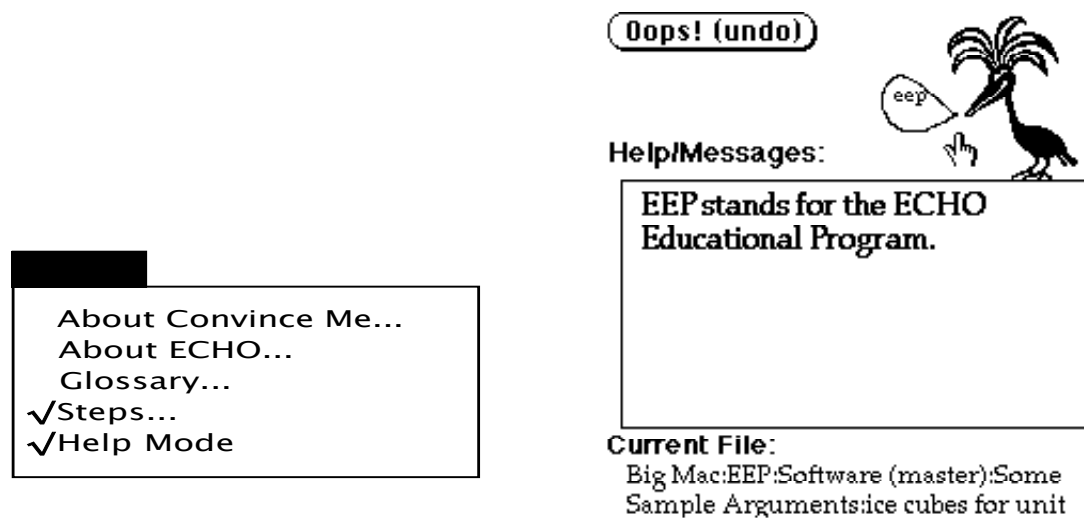 About Convince Me...
About ECHO...
Glossary...
√Steps...
√Help Mode
Oops! (undo)
eep
Help/Messages:
EEP stands for the ECHO
Educational Program.
Current File:
Big Mac:EEP:Software (master):Some
Sample Arguments:ice cubes for unit